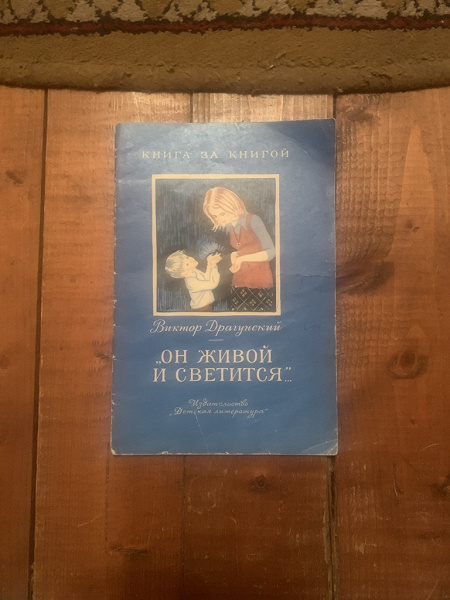 КНИГА ЗА КНИГОЙ
Виктор Драгунский
„ОН ЖИВОЙ
И СВЕТИТСЯ“...
Издательство
„Детская литература“